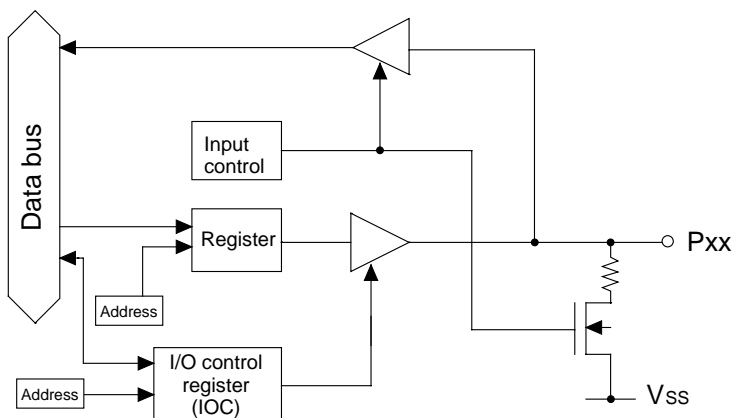 Data bus
Input
control
Register
Pxx
Address
I/O control
register
(IOC)
Address
VSS